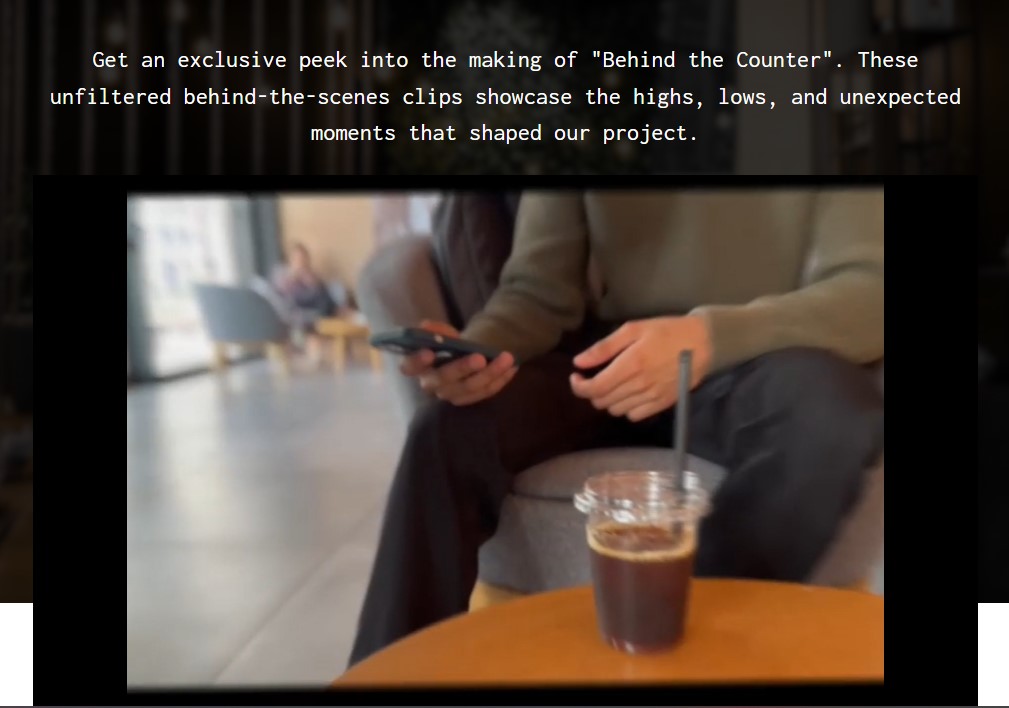 Get an exclusive peek into the making of "Behind the Counter". These
unfiltered behind-the-scenes clips showcase the highs, lows, and unexpected
moments that shaped our project.